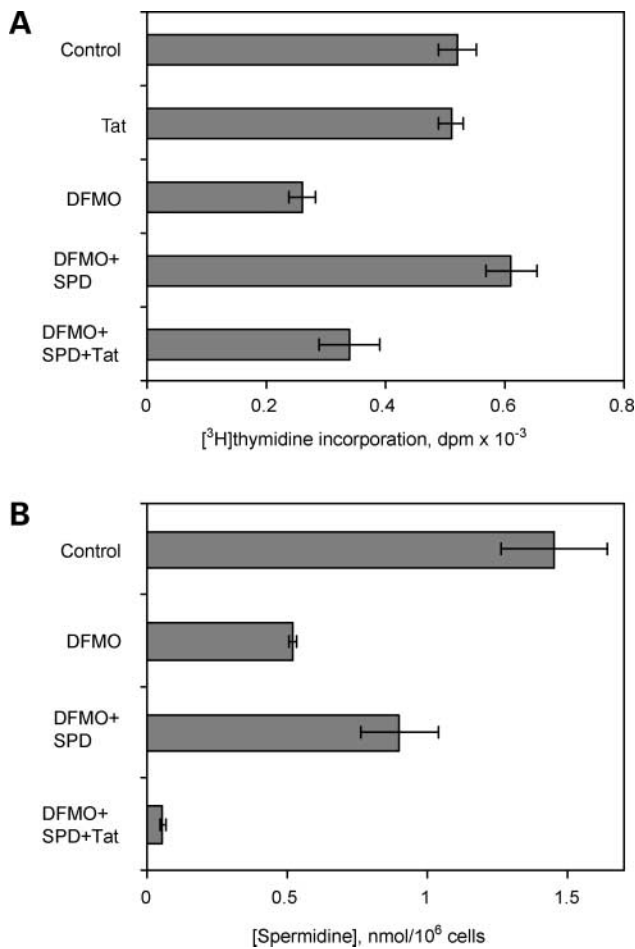 A
Control
Tat
DFMO
DFMO+
SPD
DFMO+
SPD+Tat
0 0.2 0.4 0.6 0.8
[³H]thymidine incorporation, dpm x 10⁻³
B
Control
DFMO
DFMO+
SPD
DFMO+
SPD+Tat
0 0.5 1 1.5
[Spermidine], nmol/10⁶ cells